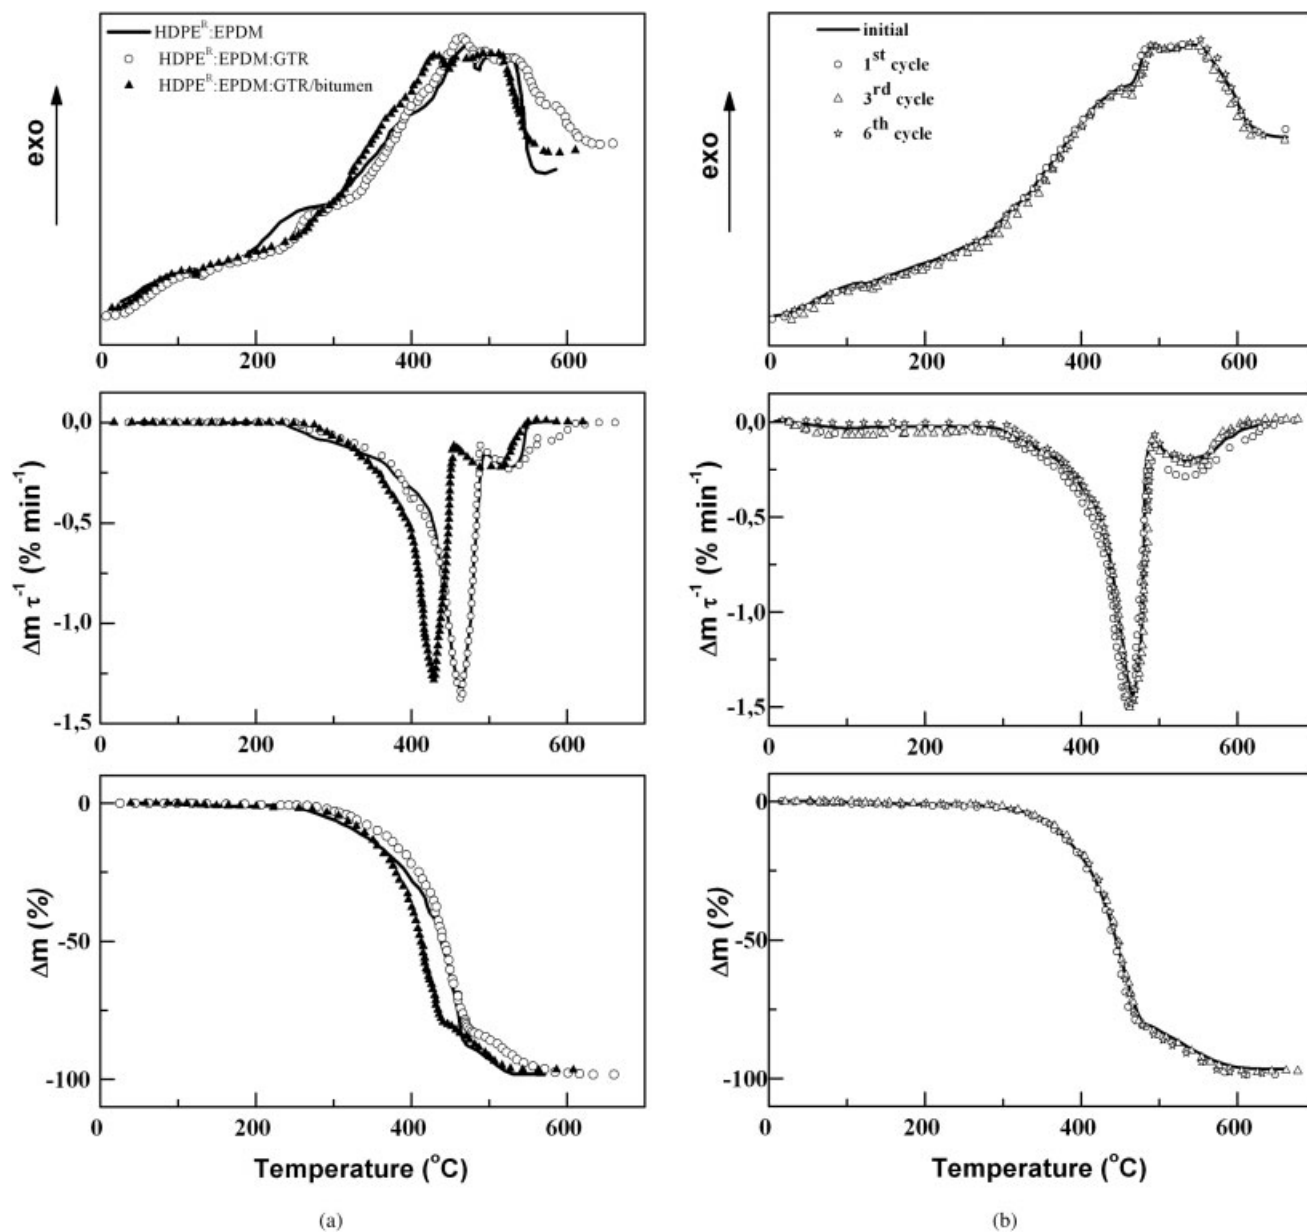 HDPE^R:EPDM
HDPE^R:EPDM:GTR
HDPE^R:EPDM:GTR/bitumen
exo
0 200 400 600
0,0
-0,5
-1,0
-1,5
Δm τ^-1 (% min^-1)
0 200 400 600
0
-50
-100
Δm (%)
0 200 400 600
Temperature (°C)
(a)
initial
1^st cycle
3^rd cycle
6^th cycle
exo
0 200 400 600
0,0
-0,5
-1,0
-1,5
Δm τ^-1 (% min^-1)
0 200 400 600
0
-50
-100
Δm (%)
0 200 400 600
Temperature (°C)
(b)